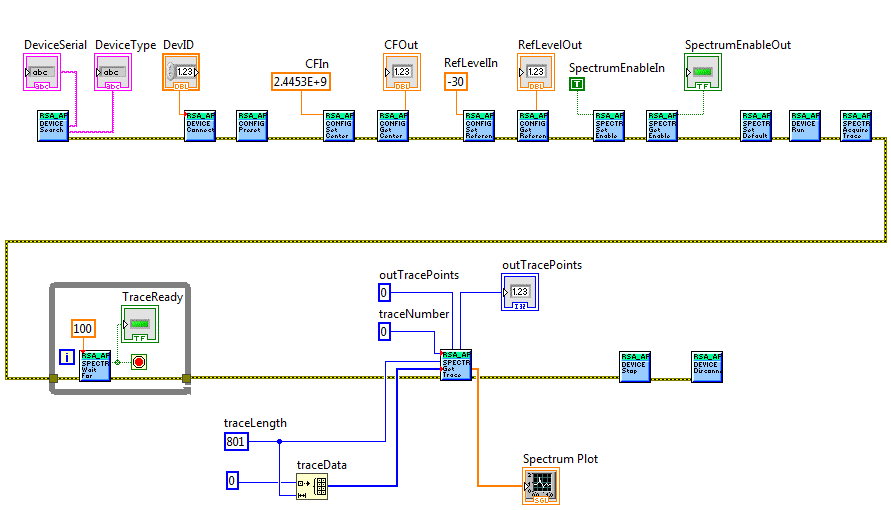 DeviceSerial DeviceType DevID CFIn CFOut RefLevelIn RefLevelOut SpectrumEnableIn SpectrumEnableOut
abc abc 1.23 2.4453E+9 1.23 -30 1.23 T
abc abc DBL DBL DBL TF
RSA_AP RSA_AP RSA_AP RSA_AP RSA_AP RSA_AP RSA_AP RSA_AP RSA_AP RSA_AP RSA_AP RSA_AP
DEVICE DEVICE CONFIG CONFIG CONFIG CONFIG CONFIG SPECTR SPECTR SPECTR DEVICE SPECTR
Search Connect Preset Set Get Set Get Set Get Set Run Acquire
Center Center Referen Referen Enable Enable Default Trace
outTracePoints
outTracePoints
0
1.23
TraceReady
traceNumber
100
TF
0
i
RSA_AP
SPECTR
Wait
For
RSA_AP
SPECTR
Get
Trace
RSA_AP
DEVICE
Stop
RSA_AP
DEVICE
traceLength
801
traceData
0
Spectrum Plot